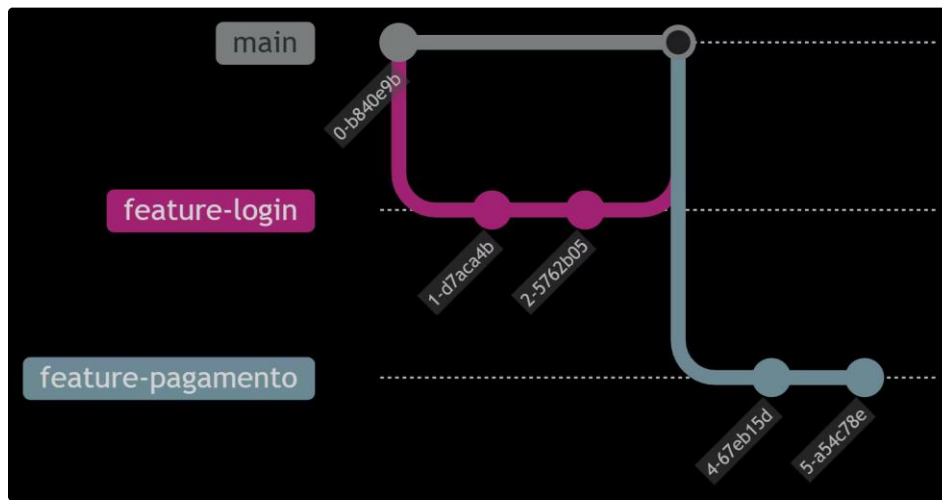 main
0-b840e9b
feature-login
1-d7aca4b
2-5762b05
feature-pagamento
4-67eb15d
5-a54c78e